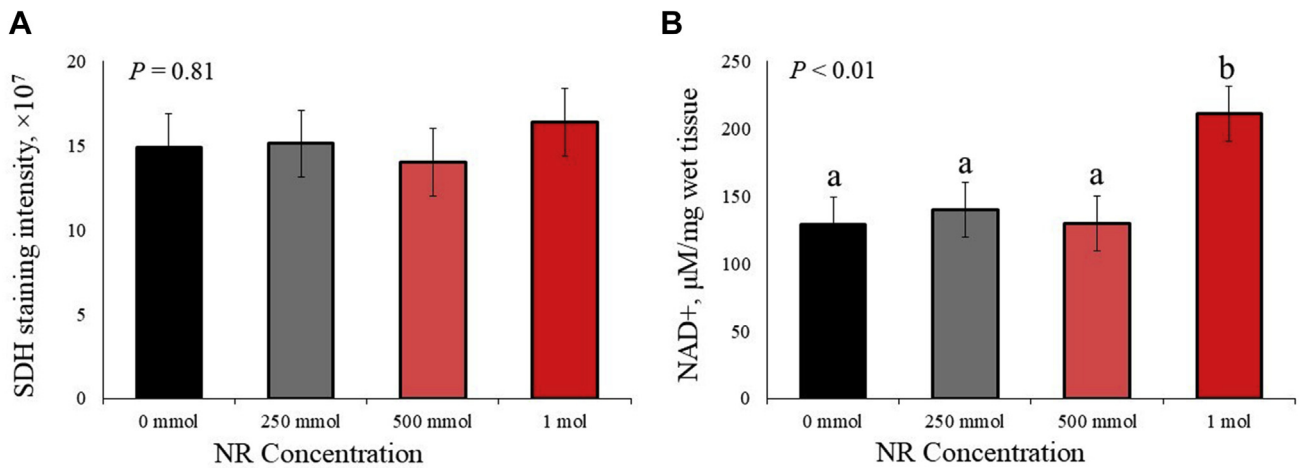 A
SDH staining intensity, ×10⁷
P = 0.81
20
15
10
5
0
0 mmol
250 mmol
500 mmol
1 mol
NR Concentration
B
NAD+, µM/mg wet tissue
P < 0.01
250
200
150
100
50
0
a
a
a
b
0 mmol
250 mmol
500 mmol
1 mol
NR Concentration